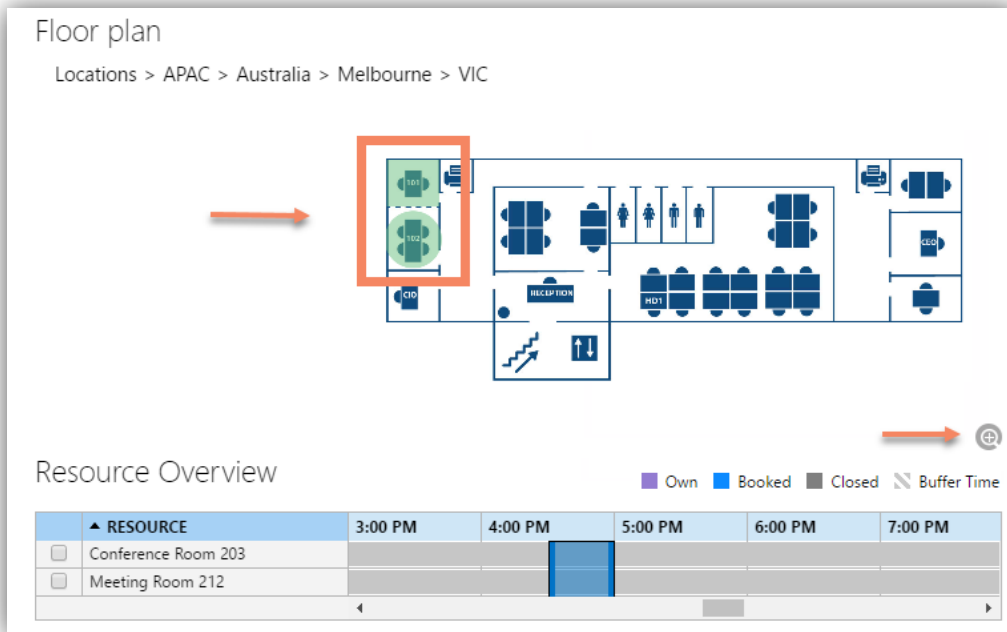 Floor plan
Locations > APAC > Australia > Melbourne > VIC
101
102
CEO
CIO
RECEPTION
HD1
Resource Overview
Own Booked Closed Buffer Time
RESOURCE 3:00 PM 4:00 PM 5:00 PM 6:00 PM 7:00 PM
Conference Room 203
Meeting Room 212